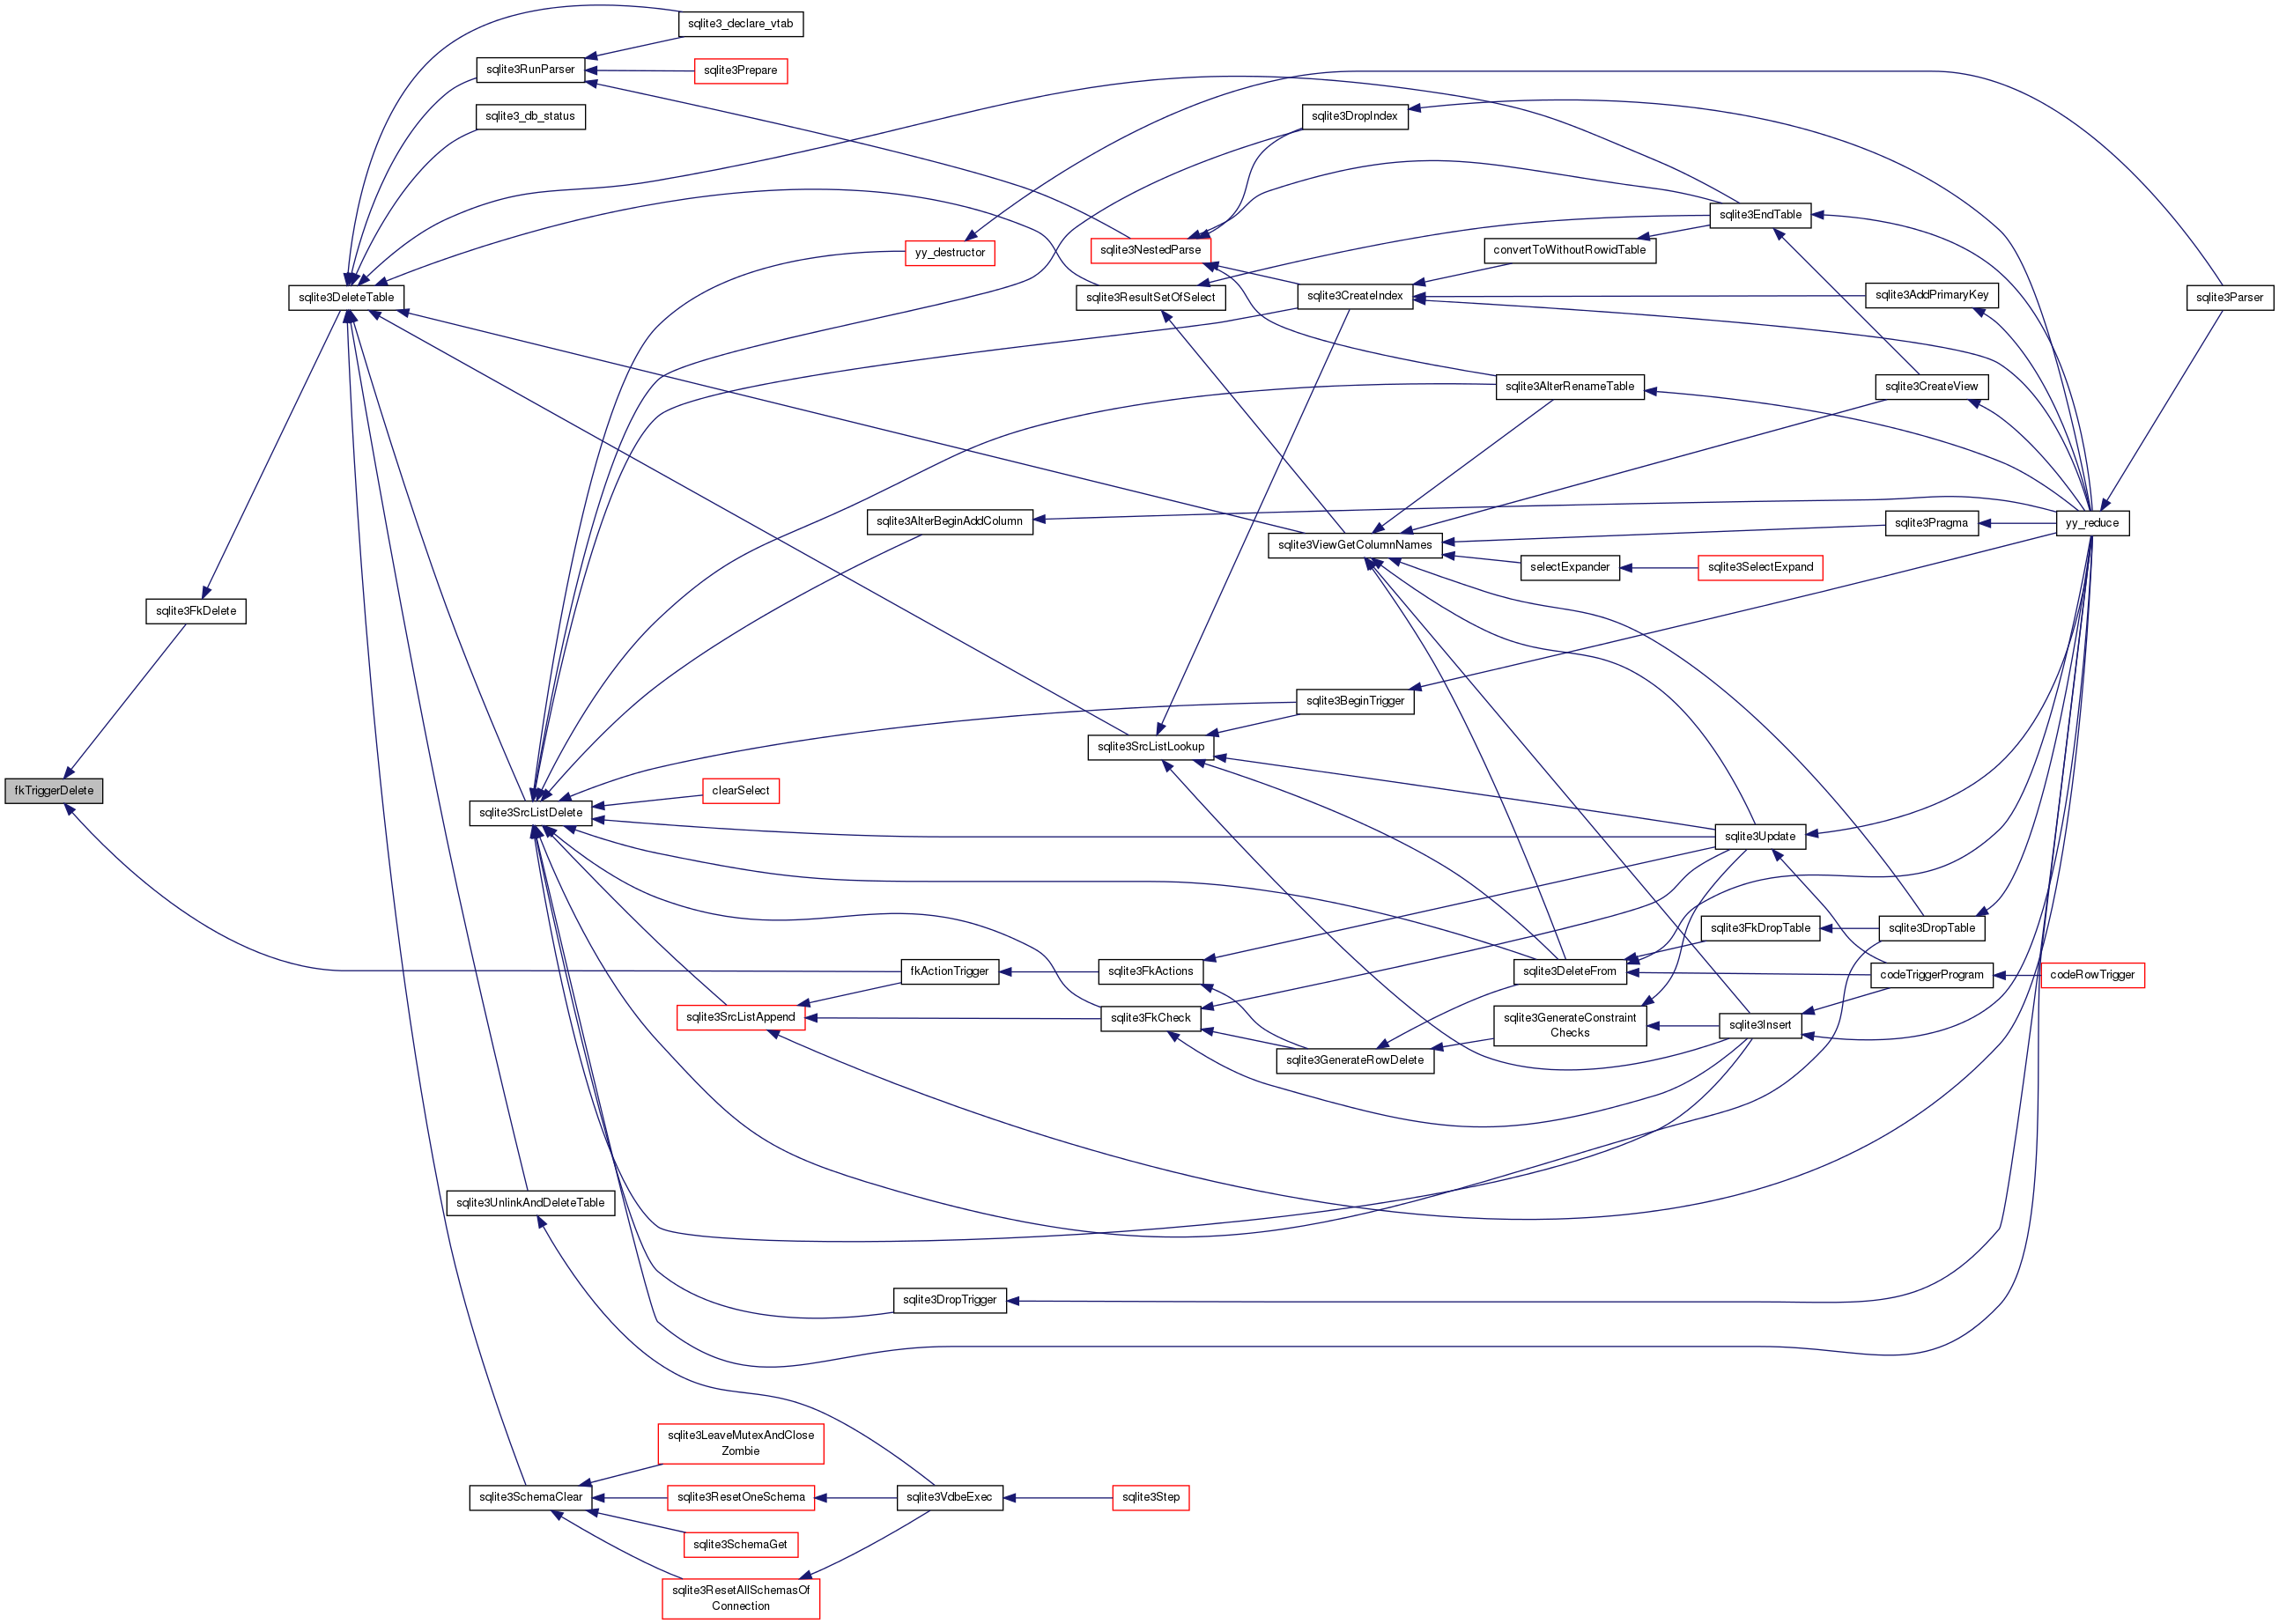 sqlite3_declare_vtab
sqlite3RunParser
sqlite3Prepare
sqlite3_db_status
sqlite3DropIndex
sqlite3EndTable
yy_destructor
sqlite3NestedParse
convertToWithoutRowidTable
sqlite3DeleteTable
sqlite3ResultSetOfSelect
sqlite3CreateIndex
sqlite3AddPrimaryKey
sqlite3Parser
sqlite3AlterRenameTable
sqlite3CreateView
sqlite3AlterBeginAddColumn
sqlite3ViewGetColumnNames
sqlite3Pragma
yy_reduce
selectExpander
sqlite3SelectExpand
sqlite3FkDelete
sqlite3BeginTrigger
sqlite3SrcListLookup
fkTriggerDelete
clearSelect
sqlite3SrcListDelete
sqlite3Update
sqlite3FkDropTable
sqlite3DropTable
fkActionTrigger
sqlite3FkActions
sqlite3DeleteFrom
codeTriggerProgram
codeRowTrigger
sqlite3SrcListAppend
sqlite3FkCheck
sqlite3GenerateConstraint
Checks
sqlite3Insert
sqlite3GenerateRowDelete
sqlite3UnlinkAndDeleteTable
sqlite3DropTrigger
sqlite3LeaveMutexAndClose
Zombie
sqlite3SchemaClear
sqlite3ResetOneSchema
sqlite3VdbeExec
sqlite3Step
sqlite3SchemaGet
sqlite3ResetAllSchemasOf
Connection